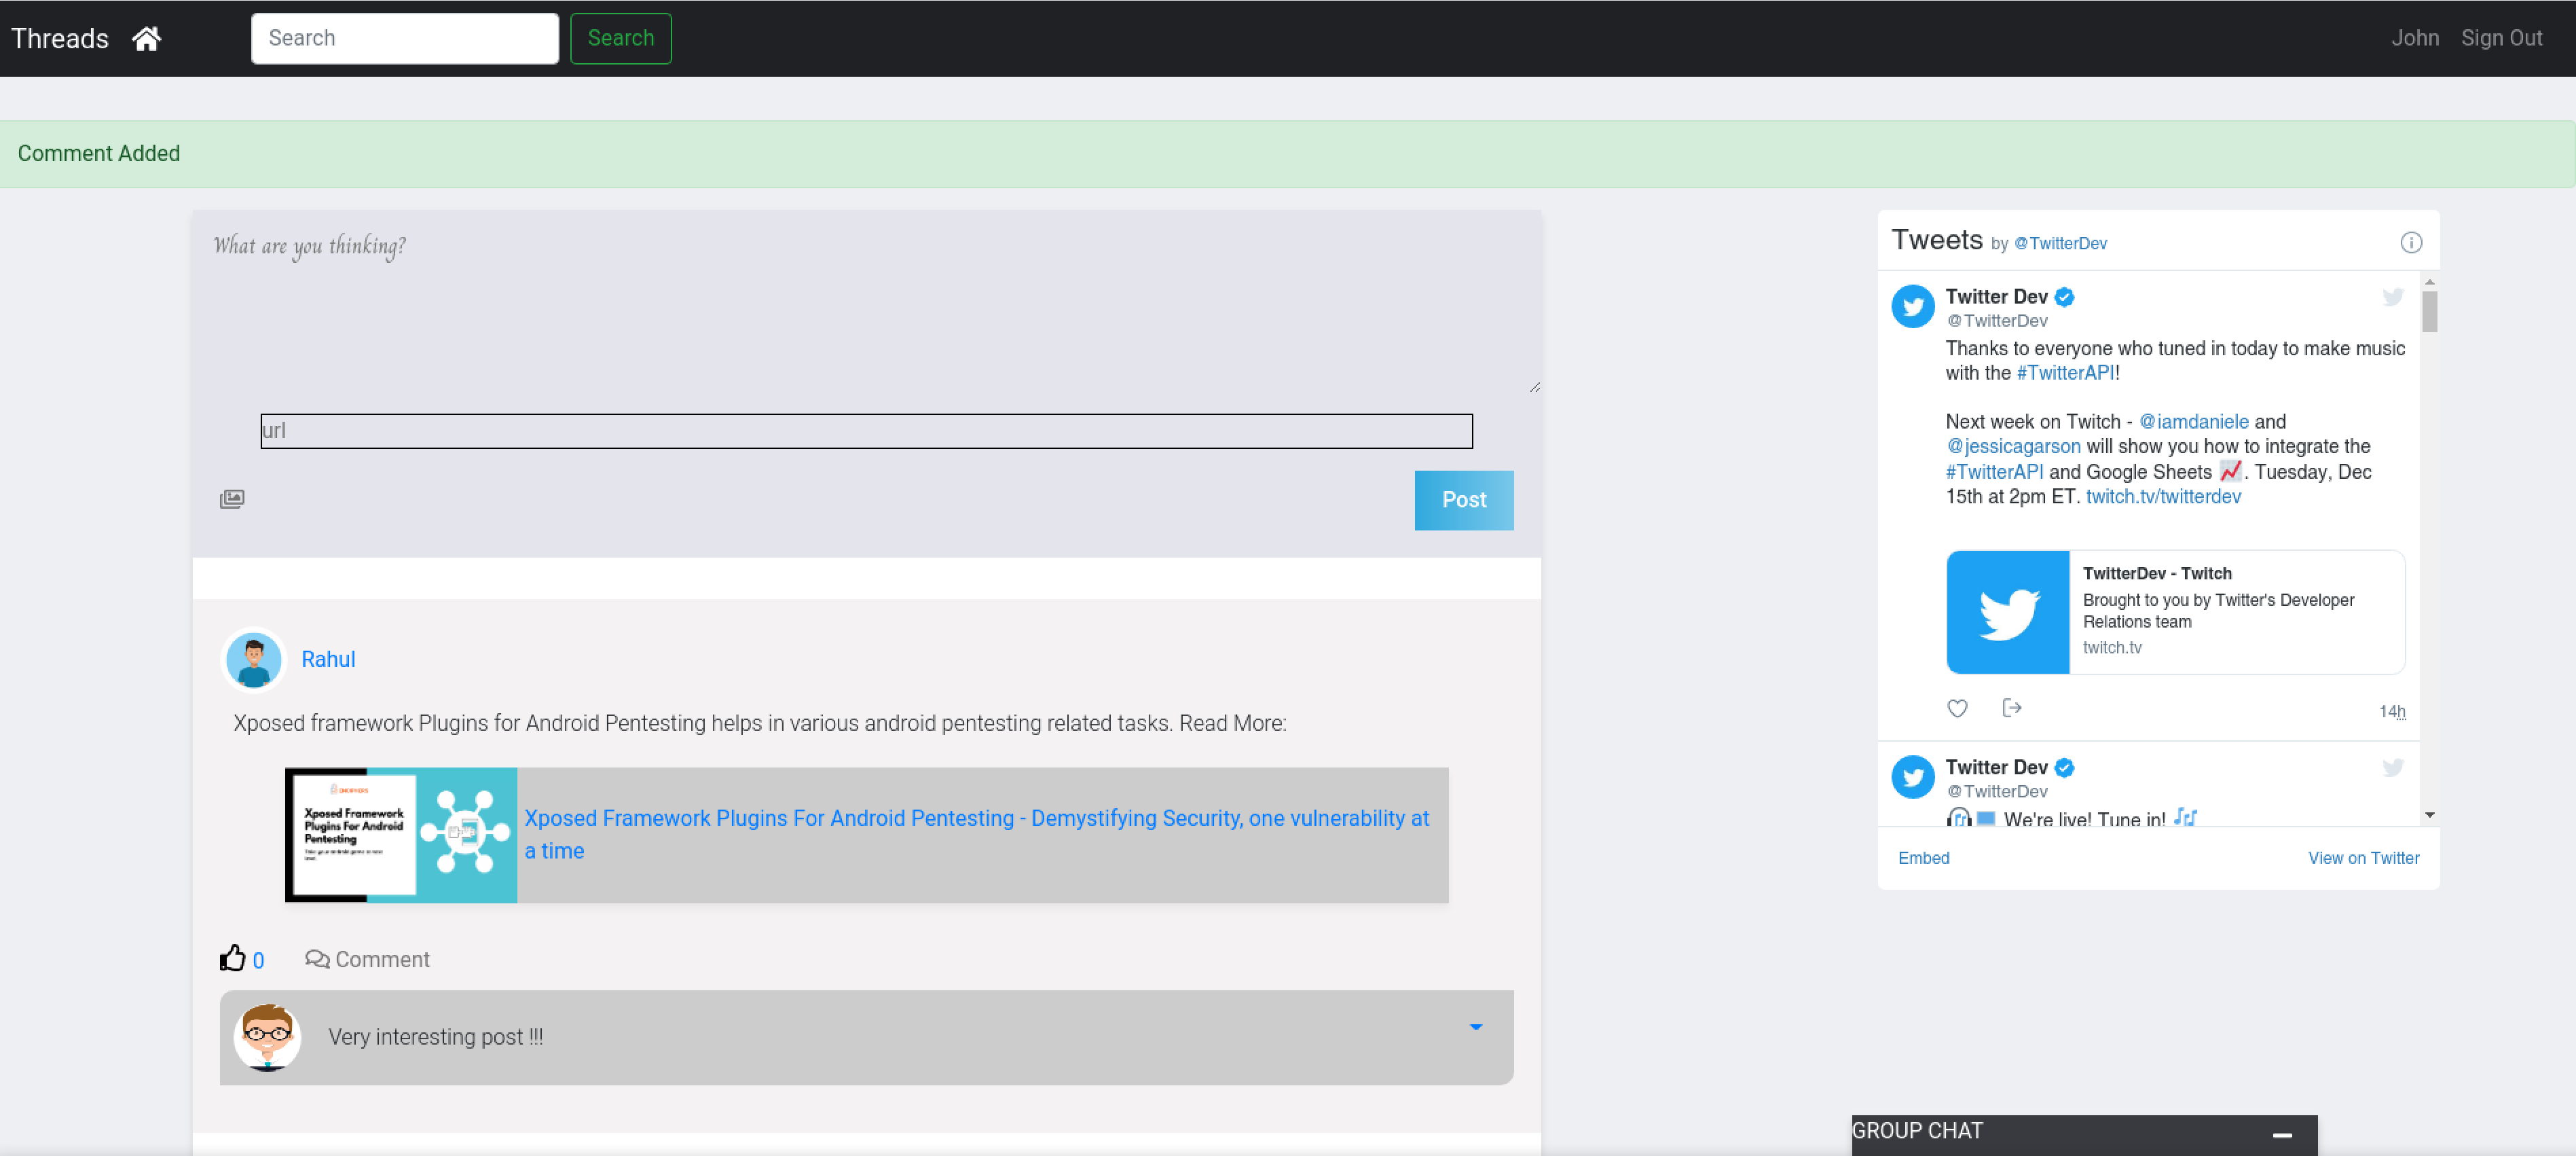 Threads
Search
Search
John
Sign Out
Comment Added
What are you thinking?
url
Post
Rahul
Xposed framework Plugins for Android Pentesting helps in various android pentesting related tasks. Read More:
Xposed Framework
Plugins For Android
Pentesting
Xposed Framework Plugins For Android Pentesting - Demystifying Security, one vulnerability at
a time
0
Comment
Very interesting post !!!
Tweets by @TwitterDev
Twitter Dev
@TwitterDev
Thanks to everyone who tuned in today to make music
with the #TwitterAPI!
Next week on Twitch - @iamdaniele and
@jessicagarson will show you how to integrate the
#TwitterAPI and Google Sheets 📈. Tuesday, Dec
15th at 2pm ET. twitch.tv/twitterdev
TwitterDev - Twitch
Brought to you by Twitter's Developer
Relations team
twitch.tv
14h
Twitter Dev
@TwitterDev
We're live! Tune in!
Embed
View on Twitter
GROUP CHAT